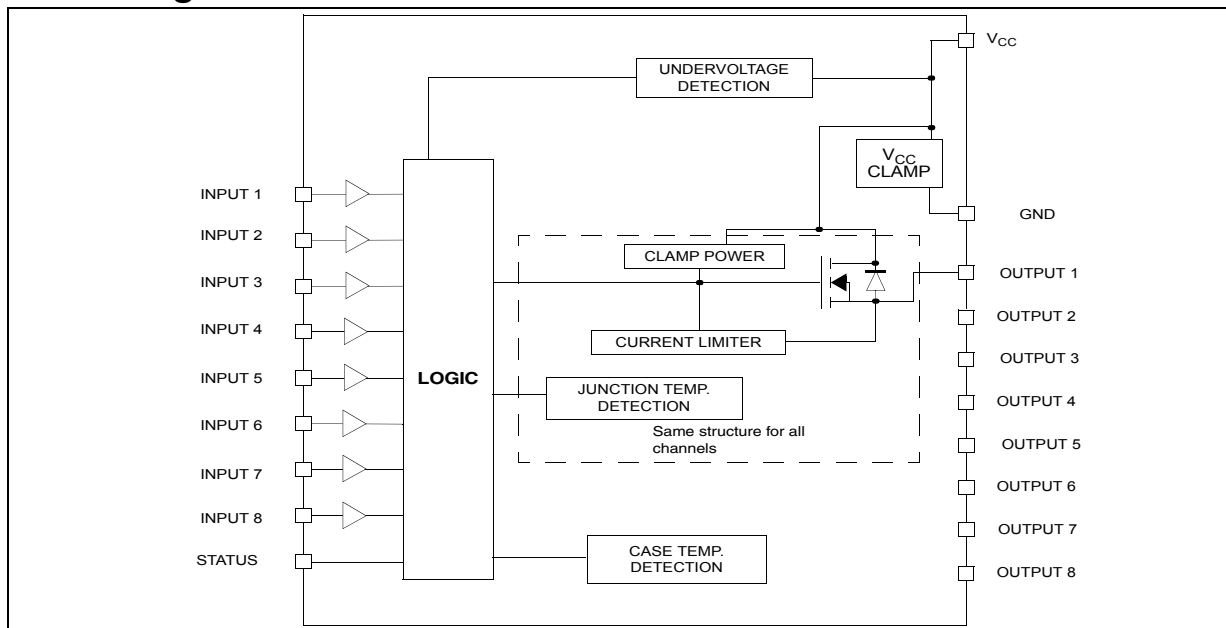 V_CC
UNDERVOLTAGE
DETECTION
V_CC
CLAMP
INPUT 1
INPUT 2
INPUT 3
INPUT 4
INPUT 5
INPUT 6
INPUT 7
INPUT 8
STATUS
LOGIC
CLAMP POWER
CURRENT LIMITER
JUNCTION TEMP.
DETECTION
Same structure for all
channels
CASE TEMP.
DETECTION
GND
OUTPUT 1
OUTPUT 2
OUTPUT 3
OUTPUT 4
OUTPUT 5
OUTPUT 6
OUTPUT 7
OUTPUT 8